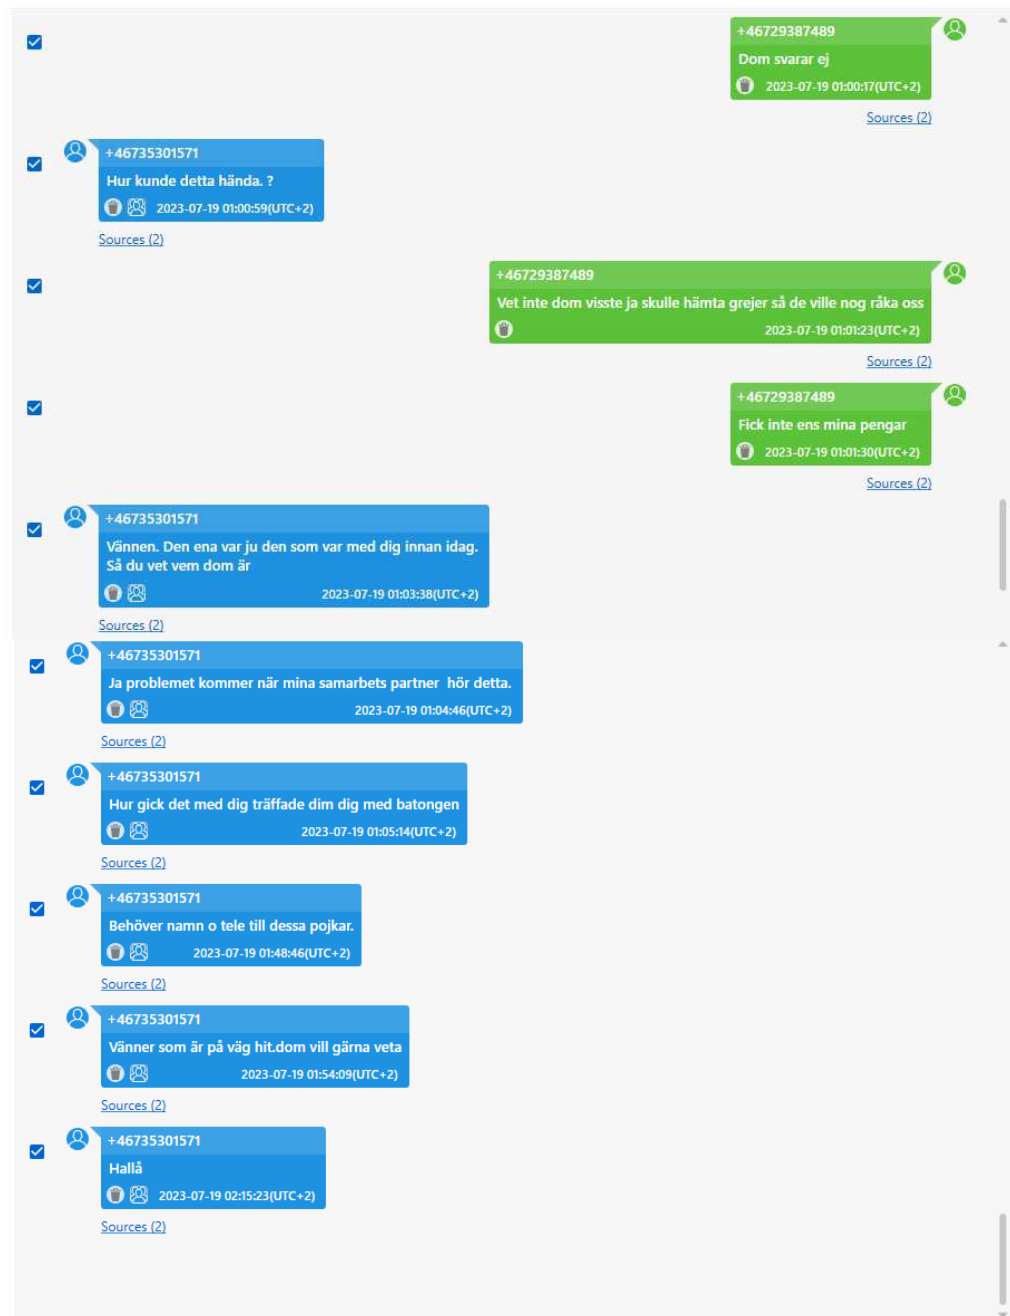 +46729387489
Dom svarar ej
2023-07-19 01:00:17(UTC+2)
Sources (2)
+46735301571
Hur kunde detta hända. ?
2023-07-19 01:00:59(UTC+2)
Sources (2)
+46729387489
Vet inte dom visste ja skulle hämta grejer så de ville nog råka oss
2023-07-19 01:01:23(UTC+2)
Sources (2)
+46729387489
Fick inte ens mina pengar
2023-07-19 01:01:30(UTC+2)
Sources (2)
+46735301571
Vännen. Den ena var ju den som var med dig innan idag.
Så du vet vem dom är
2023-07-19 01:03:38(UTC+2)
Sources (2)
+46735301571
Ja problemet kommer när mina samarbets partner  hör detta.
2023-07-19 01:04:46(UTC+2)
Sources (2)
+46735301571
Hur gick det med dig träffade dim dig med batongen
2023-07-19 01:05:14(UTC+2)
Sources (2)
+46735301571
Behöver namn o tele till dessa pojkar.
2023-07-19 01:48:46(UTC+2)
Sources (2)
+46735301571
Vänner som är på väg hit.dom vill gärna veta
2023-07-19 01:54:09(UTC+2)
Sources (2)
+46735301571
Hallå
2023-07-19 02:15:23(UTC+2)
Sources (2)